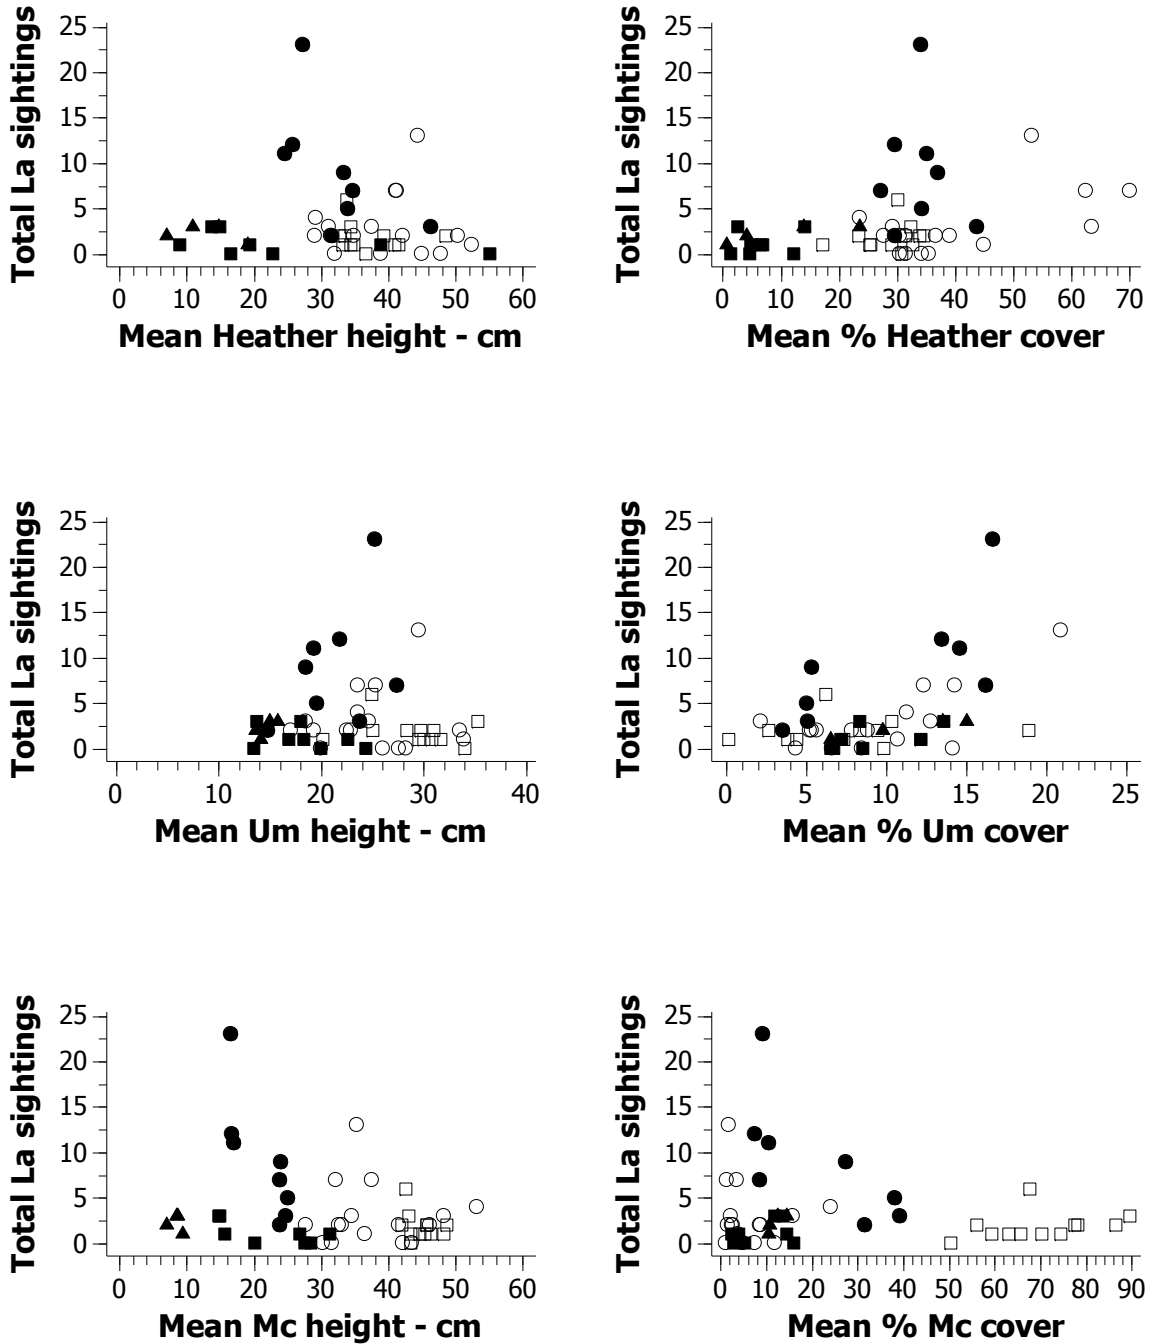 Total La sightings
25
20
15
10
5
0
0 10 20 30 40 50 60
Mean Heather height - cm
Total La sightings
25
20
15
10
5
0
0 10 20 30 40 50 60 70
Mean % Heather cover
Total La sightings
25
20
15
10
5
0
0 10 20 30 40
Mean Um height - cm
Total La sightings
25
20
15
10
5
0
0 5 10 15 20 25
Mean % Um cover
Total La sightings
25
20
15
10
5
0
0 10 20 30 40 50 60
Mean Mc height - cm
Total La sightings
25
20
15
10
5
0
0 10 20 30 40 50 60 70 80 90
Mean % Mc cover